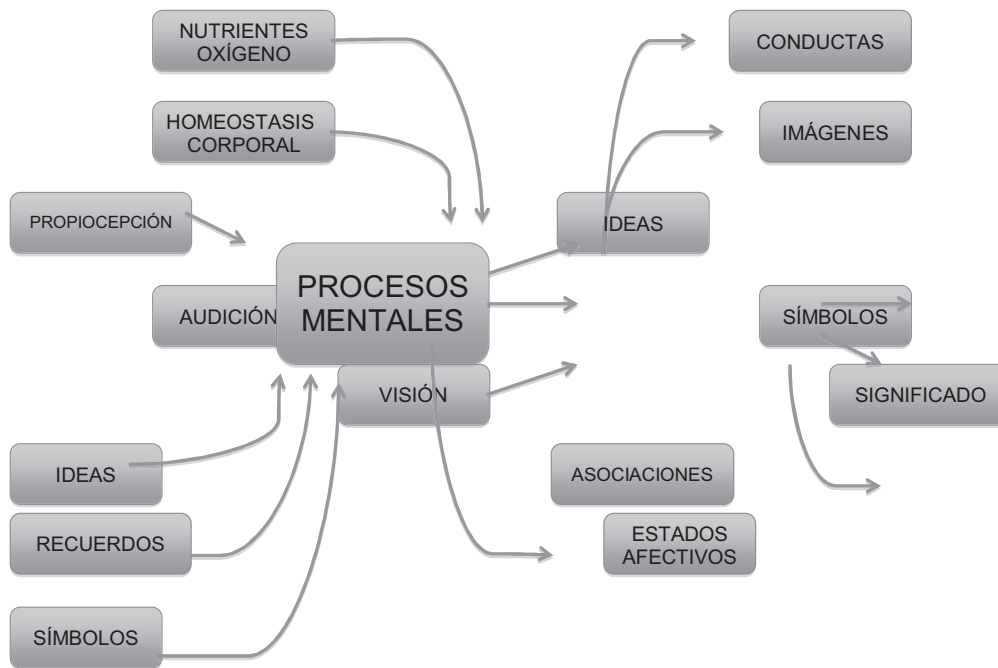 NUTRIENTES
OXÍGENO
CONDUCTAS
HOMEOSTASIS
CORPORAL
IMÁGENES
PROPIOCEPCIÓN
IDEAS
PROCESOS
MENTALES
AUDICIÓN
SÍMBOLOS
VISIÓN
SIGNIFICADO
IDEAS
ASOCIACIONES
RECUERDOS
ESTADOS
AFECTIVOS
SÍMBOLOS